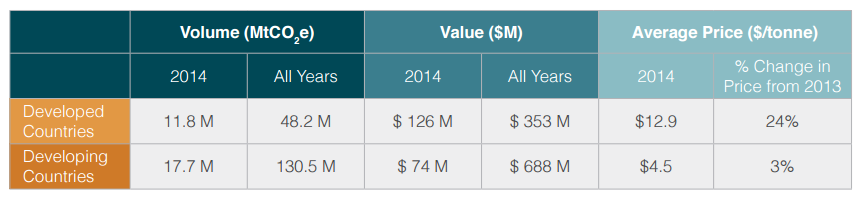 Volume (MtCO2e) Value ($M) Average Price ($/tonne)
2014 All Years 2014 All Years 2014 % Change in
Price from 2013
Developed
Countries 11.8 M 48.2 M $ 126 M $ 353 M $12.9 24%
Developing
Countries 17.7 M 130.5 M $ 74 M $ 688 M $4.5 3%